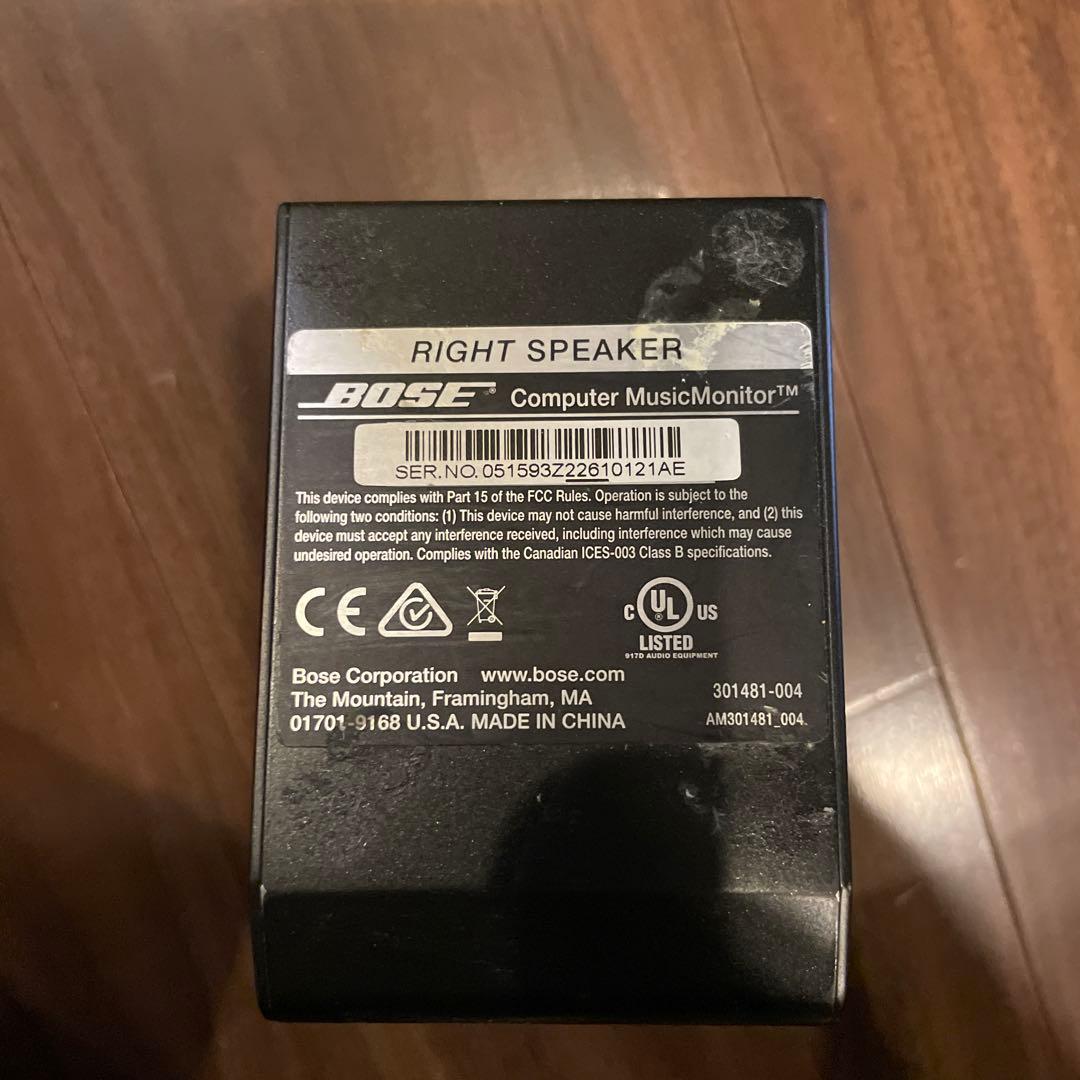 RIGHT SPEAKER
BOSE® Computer MusicMonitor™
SER.NO. 051593Z22610121AE
This device complies with Part 15 of the FCC Rules. Operation is subject to the
following two conditions: (1) This device may not cause harmful interference, and (2) this
device must accept any interference received, including interference which may cause
undesired operation. Complies with the Canadian ICES-003 Class B specifications.
CE
C UL® US
LISTED
917D AUDIO EQUIPMENT
Bose Corporation www.bose.com
The Mountain, Framingham, MA
01701-9168 U.S.A. MADE IN CHINA
301481-004
AM301481_004